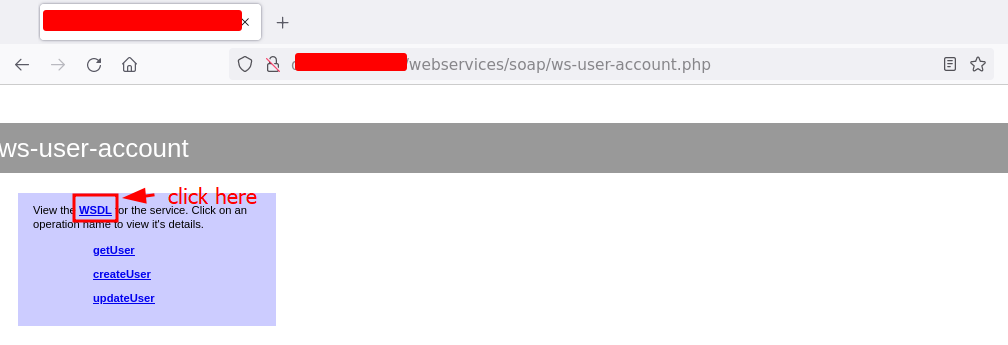 /webservices/soap/ws-user-account.php
ws-user-account
click here
View the WSDL for the service. Click on an
operation name to view it's details.
getUser
createUser
updateUser